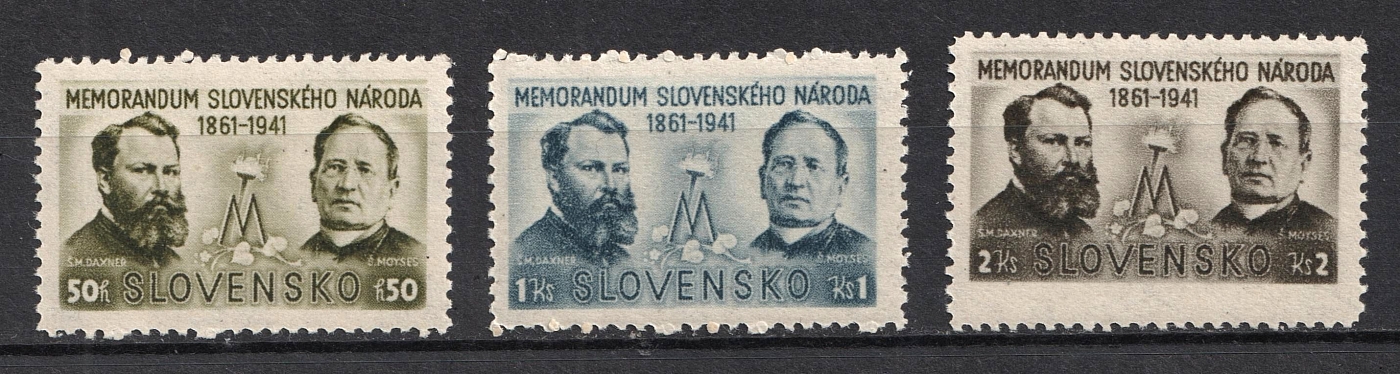 MEMORANDUM SLOVENSKÉHO NÁRODA
1861-1941
Š.M.DAXNER Š.MOYSES
50h SLOVENSKO h50
MEMORANDUM SLOVENSKÉHO NÁRODA
1861-1941
Š.M.DAXNER Š.MOYSES
1Ks SLOVENSKO Ks1
MEMORANDUM SLOVENSKÉHO NÁRODA
1861-1941
Š.M.DAXNER Š.MOYSES
2Ks SLOVENSKO Ks2